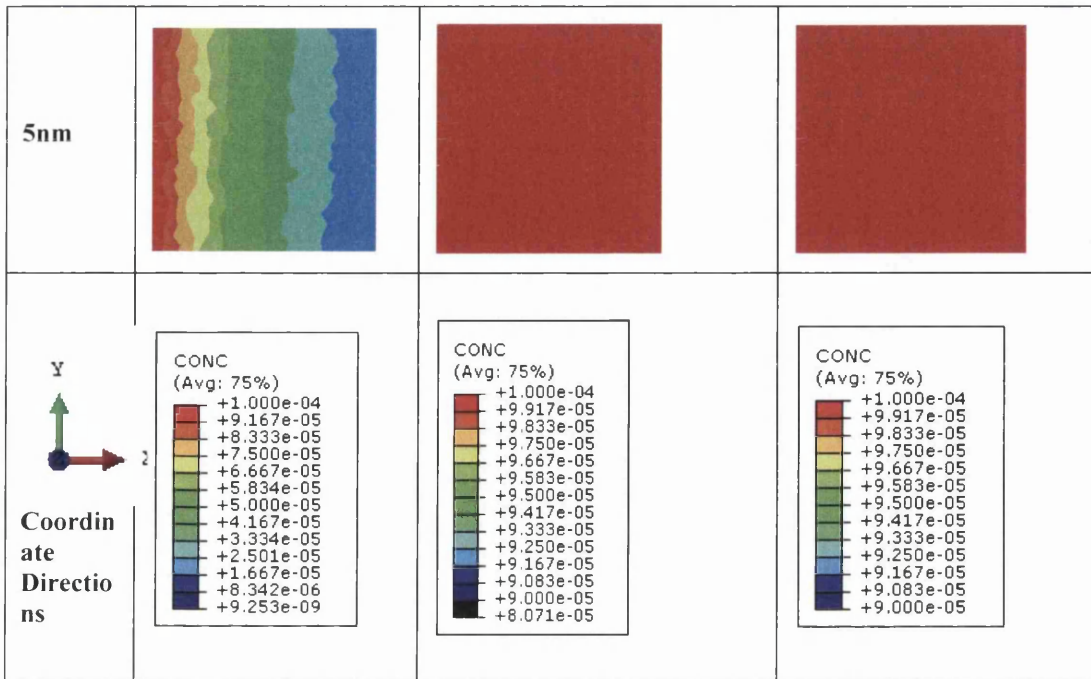 5nm
Y
Coordin
ate
Directio
ns
CONC
(Avg: 75%)
+1.000e-04
+9.167e-05
+8.333e-05
+7.500e-05
+6.667e-05
+5.834e-05
+5.000e-05
+4.167e-05
+3.334e-05
+2.501e-05
+1.667e-05
+8.342e-06
+9.253e-09
CONC
(Avg: 75%)
+1.000e-04
+9.917e-05
+9.833e-05
+9.750e-05
+9.667e-05
+9.583e-05
+9.500e-05
+9.417e-05
+9.333e-05
+9.250e-05
+9.167e-05
+9.083e-05
+9.000e-05
+8.071e-05
CONC
(Avg: 75%)
+1.000e-04
+9.917e-05
+9.833e-05
+9.750e-05
+9.667e-05
+9.583e-05
+9.500e-05
+9.417e-05
+9.333e-05
+9.250e-05
+9.167e-05
+9.083e-05
+9.000e-05